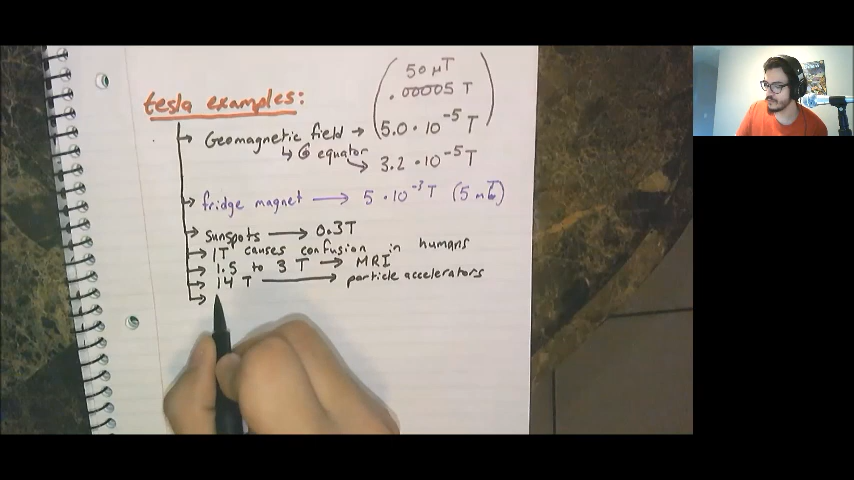 50 μT
.00005 T
tesla examples:
Geomagnetic field → 5.0 · 10⁻⁵ T
↳ @ equator → 3.2 · 10⁻⁵ T
fridge magnet → 5 · 10⁻³ T (5 mT)
Sunspots → 0.3T
1T causes confusion in humans
1.5 to 3 T → MRI
14 T → particle accelerators